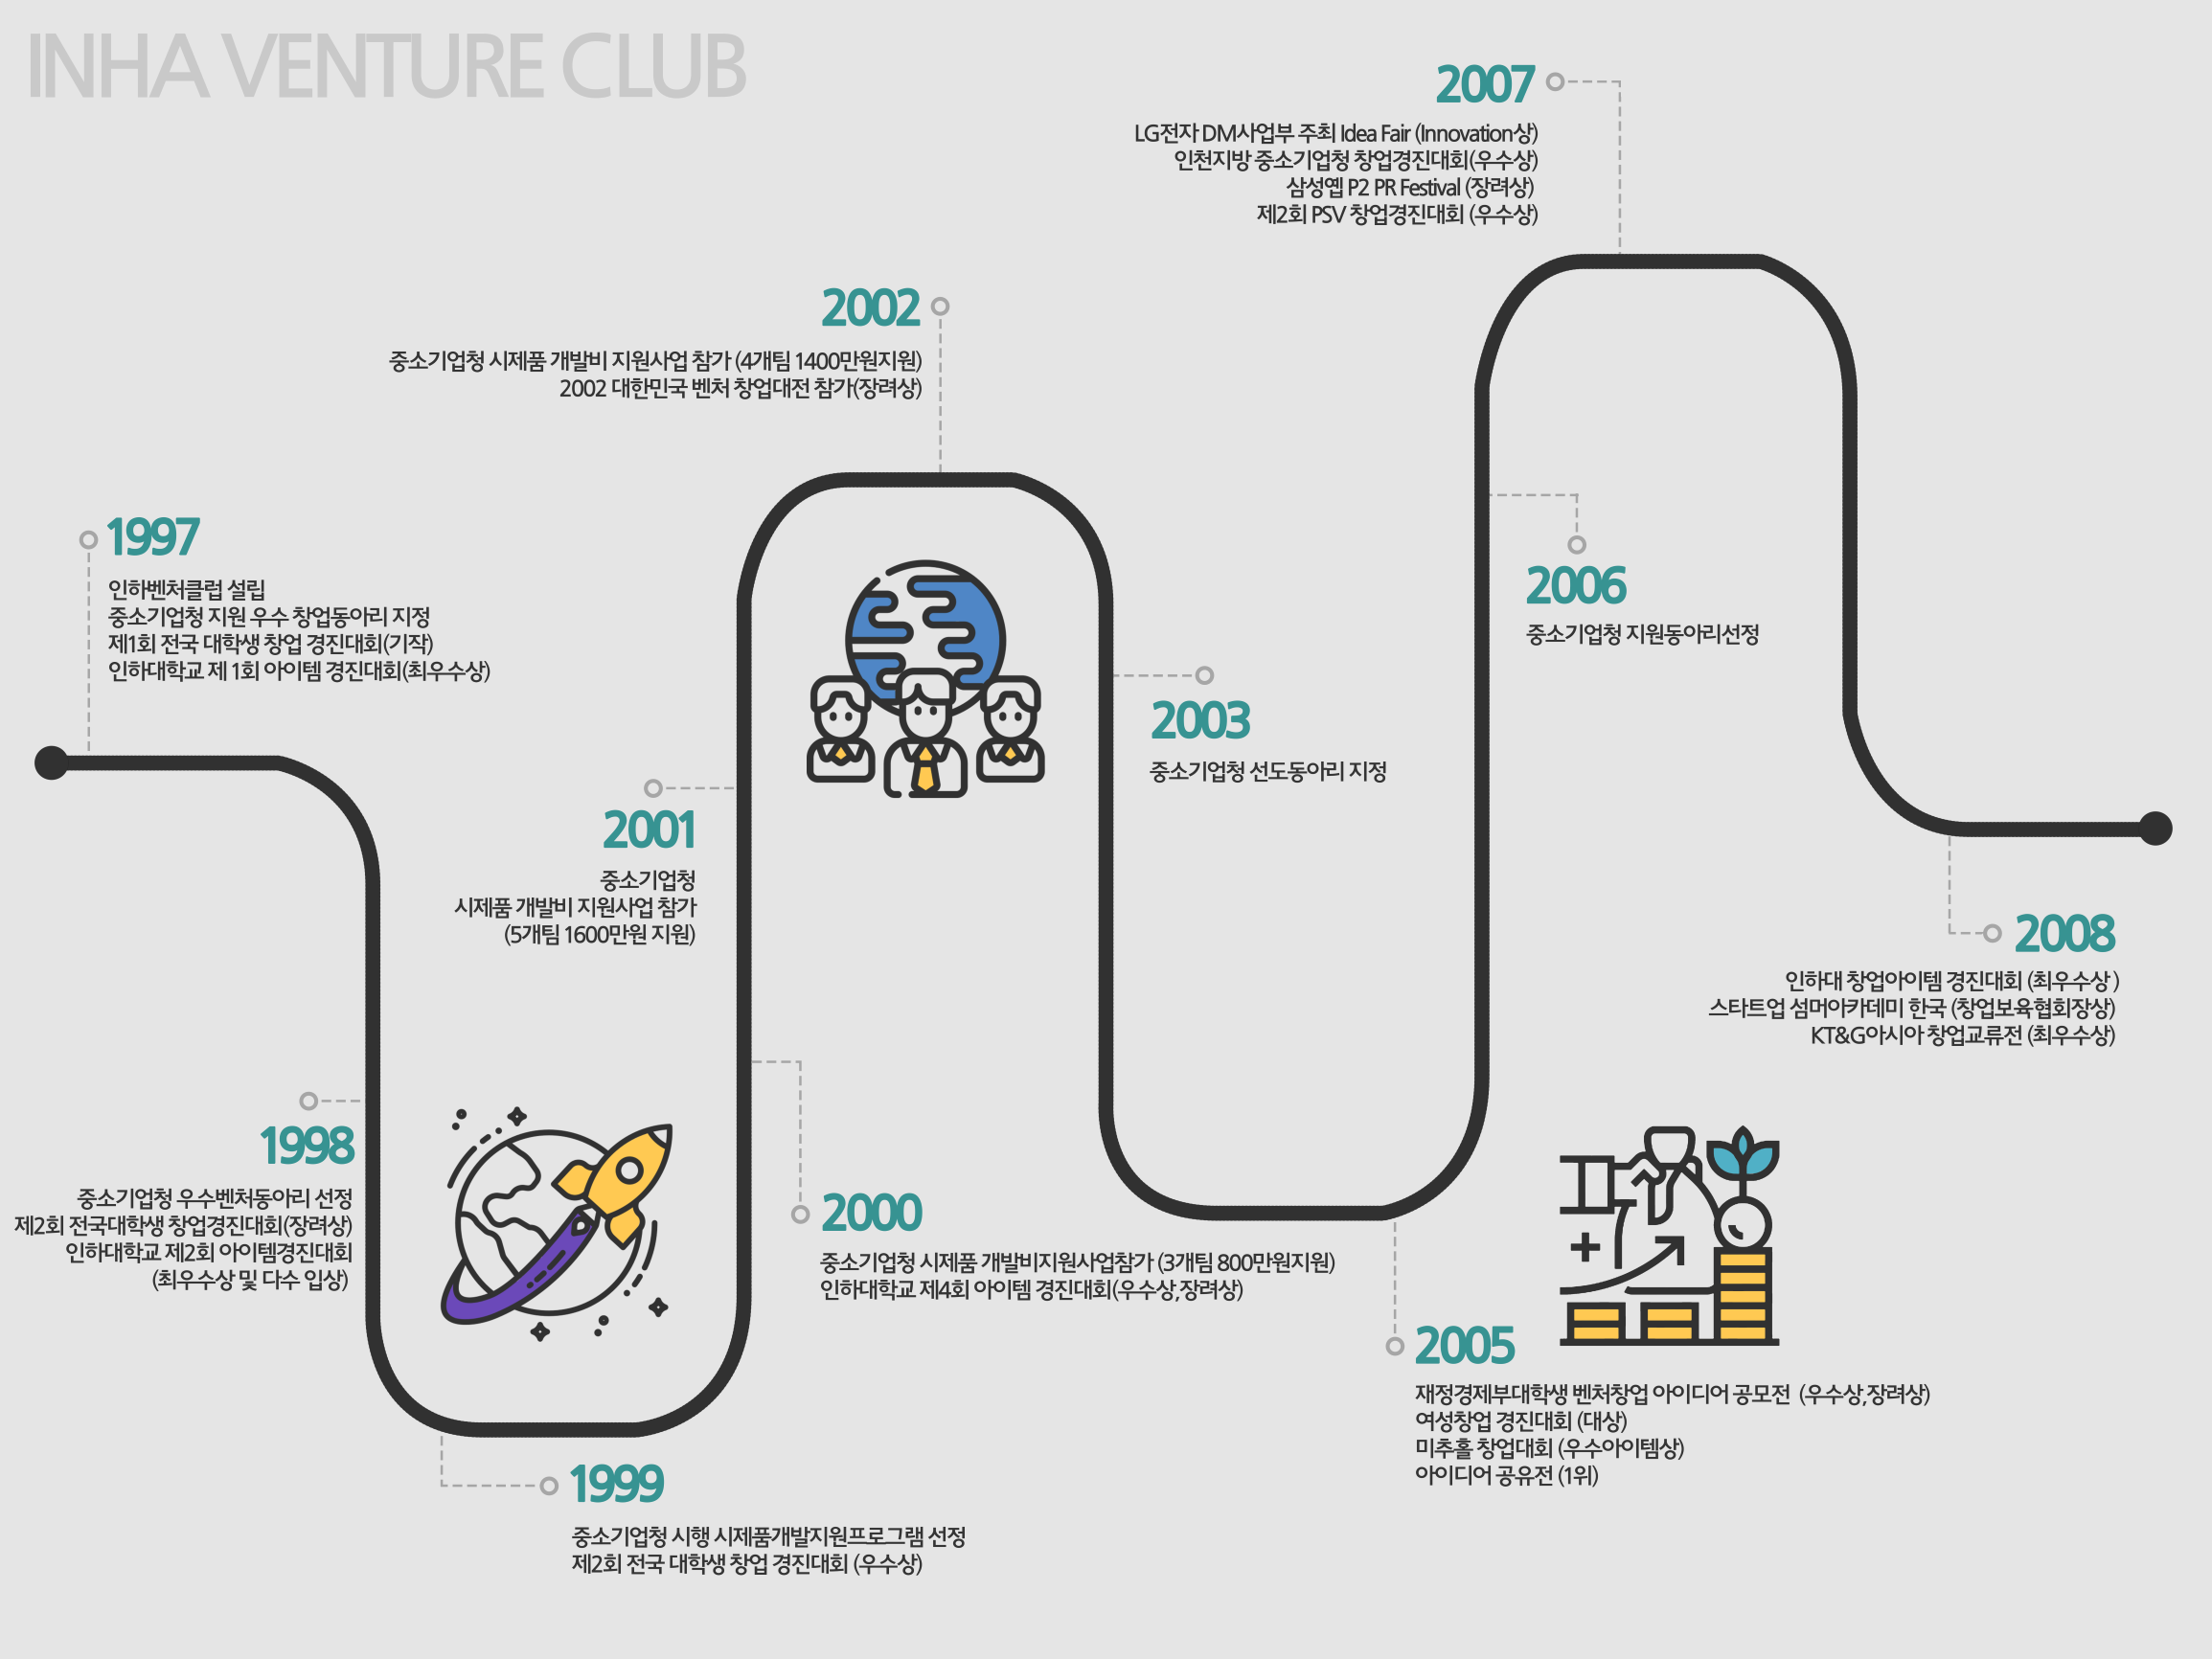 INHA VENTURE CLUB
1997
인하벤처클럽 설립
중소기업청 지원 우수 창업동아리 지정
제1회 전국 대학생 창업 경진대회(기작)
인하대학교 제 1회 아이템 경진대회(최우수상)
1998
중소기업청 우수벤처동아리 선정
제2회 전국대학생 창업경진대회(장려상)
인하대학교 제2회 아이템경진대회
(최우수상 및 다수 입상)
1999
중소기업청 시행 시제품개발지원프로그램 선정
제2회 전국 대학생 창업 경진대회 (우수상)
2000
중소기업청 시제품 개발비지원사업참가 (3개팀 800만원지원)
인하대학교 제4회 아이템 경진대회(우수상,장려상)
2001
중소기업청
시제품 개발비 지원사업 참가
(5개팀 1600만원 지원)
2002
중소기업청 시제품 개발비 지원사업 참가 (4개팀 1400만원지원)
2002 대한민국 벤처 창업대전 참가(장려상)
2003
중소기업청 선도동아리 지정
2005
재정경제부대학생 벤처창업 아이디어 공모전 (우수상,장려상)
여성창업 경진대회 (대상)
미추홀 창업대회 (우수아이템상)
아이디어 공유전 (1위)
2006
중소기업청 지원동아리선정
2007
LG전자 DM사업부 주최 Idea Fair (Innovation상)
인천지방 중소기업청 창업경진대회(우수상)
삼성옙 P2 PR Festival (장려상)
제2회 PSV 창업경진대회 (우수상)
2008
인하대 창업아이템 경진대회 (최우수상 )
스타트업 섬머아카데미 한국 (창업보육협회장상)
KT&G아시아 창업교류전 (최우수상)